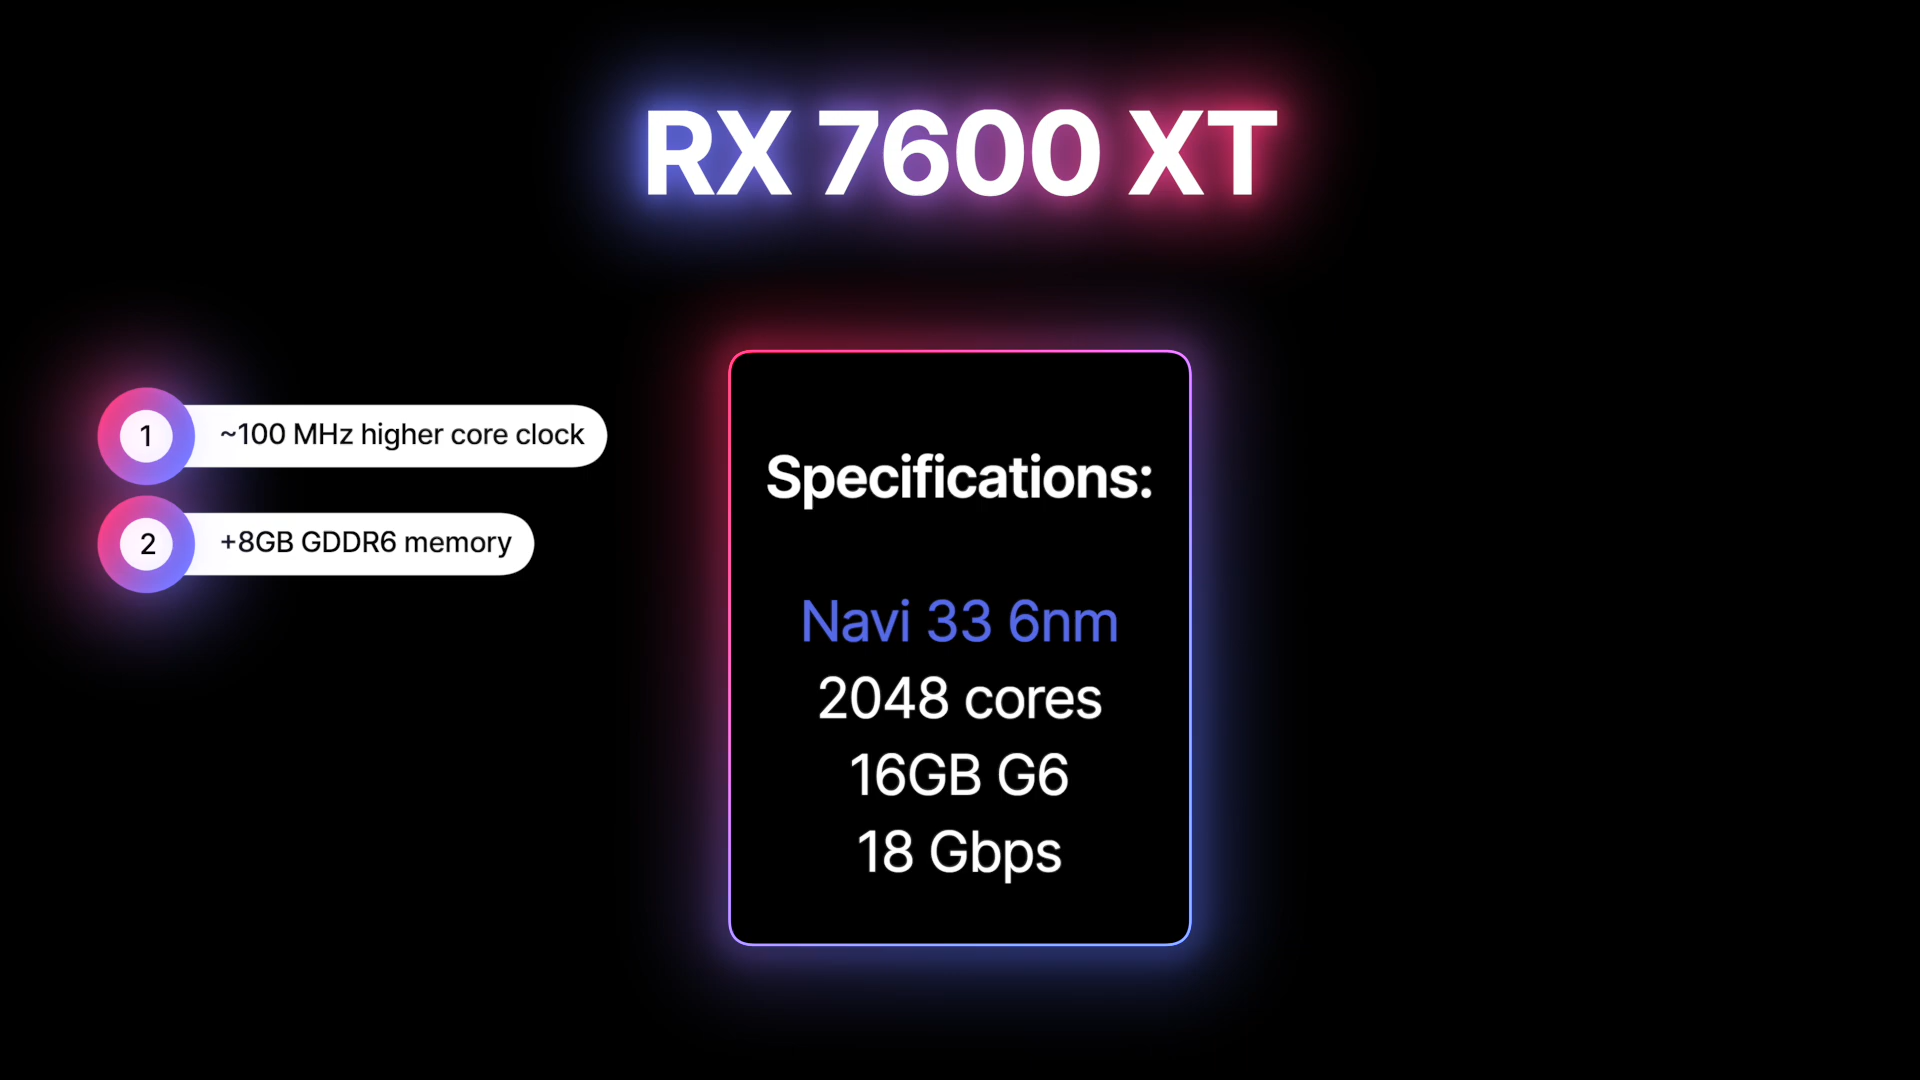 RX 7600 XT
1
~100 MHz higher core clock
2
+8GB GDDR6 memory
Specifications:
Navi 33 6nm
2048 cores
16GB G6
18 Gbps